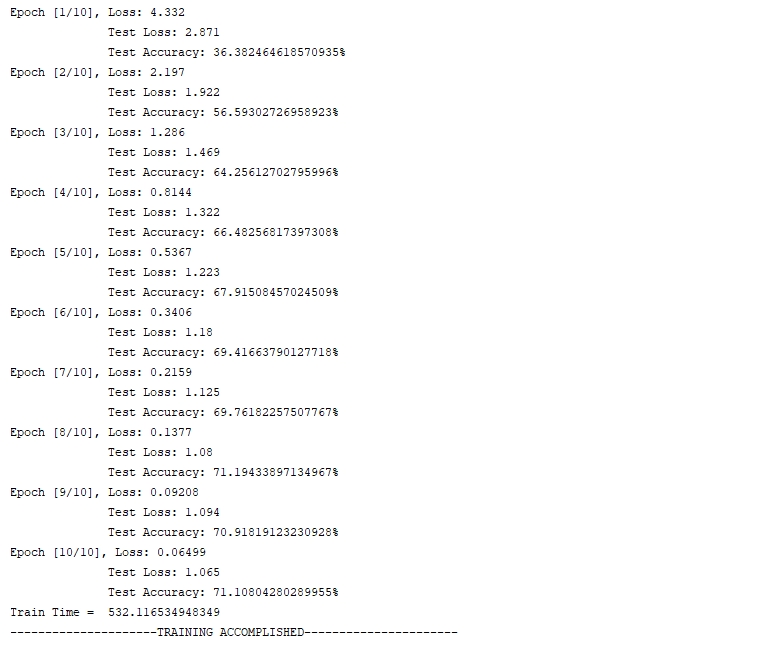 Epoch [1/10], Loss: 4.332
Test Loss: 2.871
Test Accuracy: 36.382464618570935%
Epoch [2/10], Loss: 2.197
Test Loss: 1.922
Test Accuracy: 56.59302726958923%
Epoch [3/10], Loss: 1.286
Test Loss: 1.469
Test Accuracy: 64.25612702795996%
Epoch [4/10], Loss: 0.8144
Test Loss: 1.322
Test Accuracy: 66.48256817397308%
Epoch [5/10], Loss: 0.5367
Test Loss: 1.223
Test Accuracy: 67.91508457024509%
Epoch [6/10], Loss: 0.3406
Test Loss: 1.18
Test Accuracy: 69.41663790127718%
Epoch [7/10], Loss: 0.2159
Test Loss: 1.125
Test Accuracy: 69.76182257507767%
Epoch [8/10], Loss: 0.1377
Test Loss: 1.08
Test Accuracy: 71.19433897134967%
Epoch [9/10], Loss: 0.09208
Test Loss: 1.094
Test Accuracy: 70.91819123230928%
Epoch [10/10], Loss: 0.06499
Test Loss: 1.065
Test Accuracy: 71.10804280289955%
Train Time =  532.116534948349
---------------------TRAINING ACCOMPLISHED----------------------